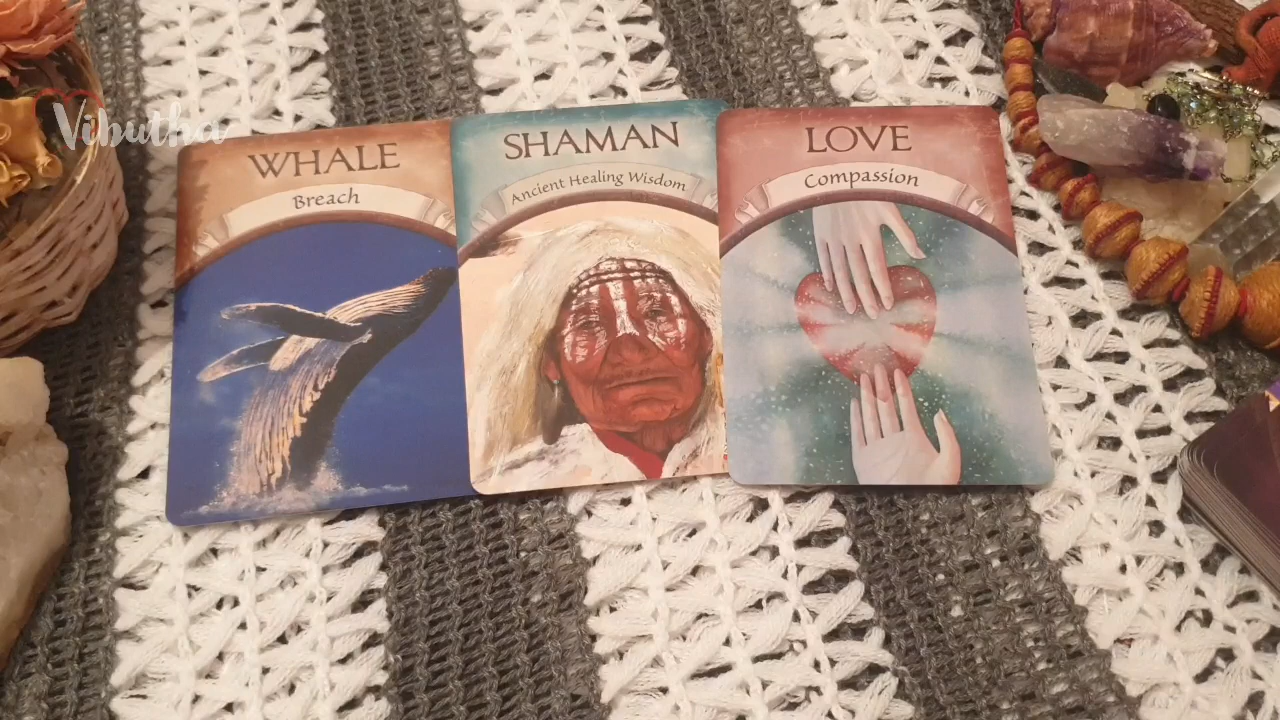 Vibutha
WHALE
Breach
SHAMAN
Ancient Healing Wisdom
LOVE
Compassion